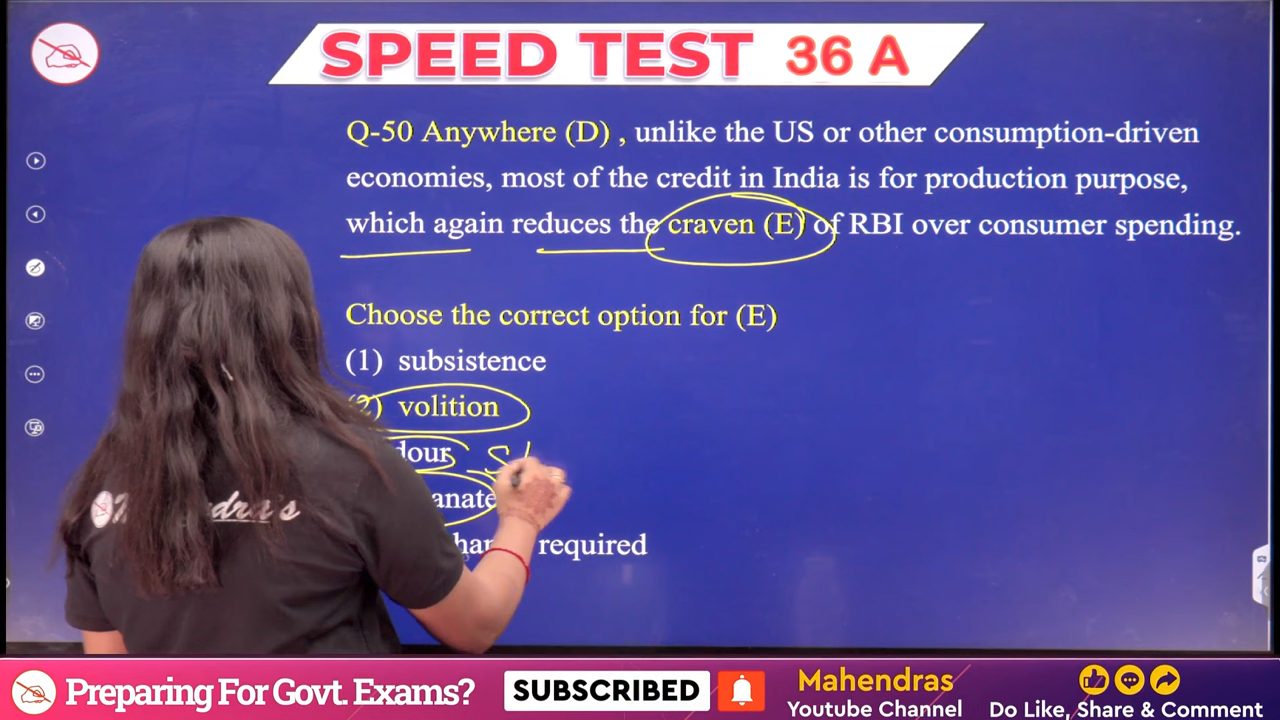 SPEED TEST 36 A
Q-50 Anywhere (D) , unlike the US or other consumption-driven
economies, most of the credit in India is for production purpose,
which again reduces the craven (E) of RBI over consumer spending.
Choose the correct option for (E)
(1) subsistence
(2) volition
dour
required
Preparing For Govt. Exams?
SUBSCRIBED
Mahendras
Youtube Channel
Do Like, Share & Comment